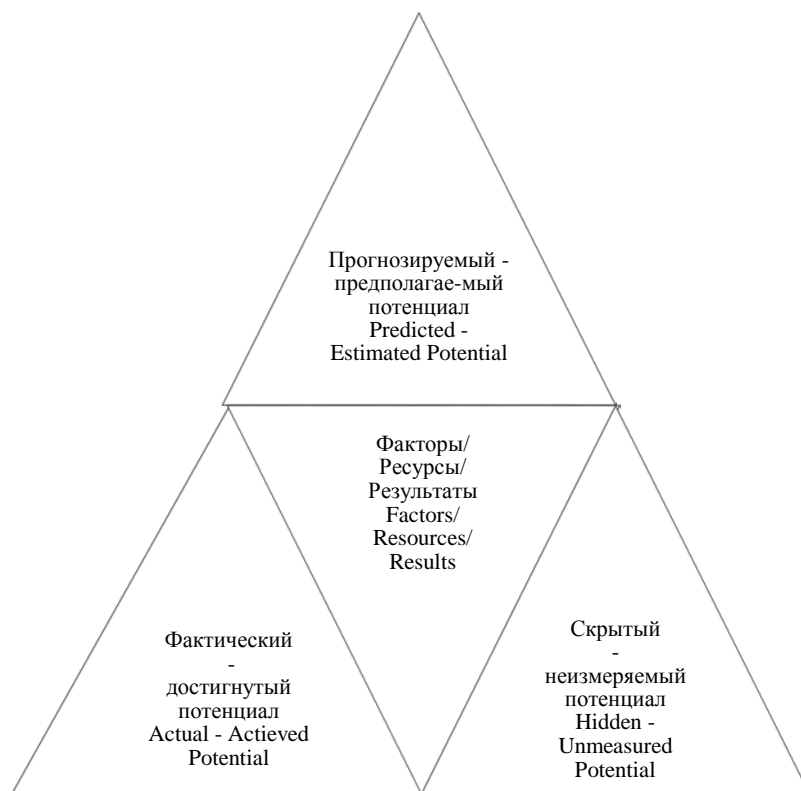 Прогнозируемый -
предполагае-мый
потенциал
Predicted -
Estimated Potential
Факторы/
Ресурсы/
Результаты
Factors/
Resources/
Results
Фактический
-
достигнутый
потенциал
Actual - Actieved
Potential
Скрытый
-
неизмеряемый
потенциал
Hidden -
Unmeasured
Potential